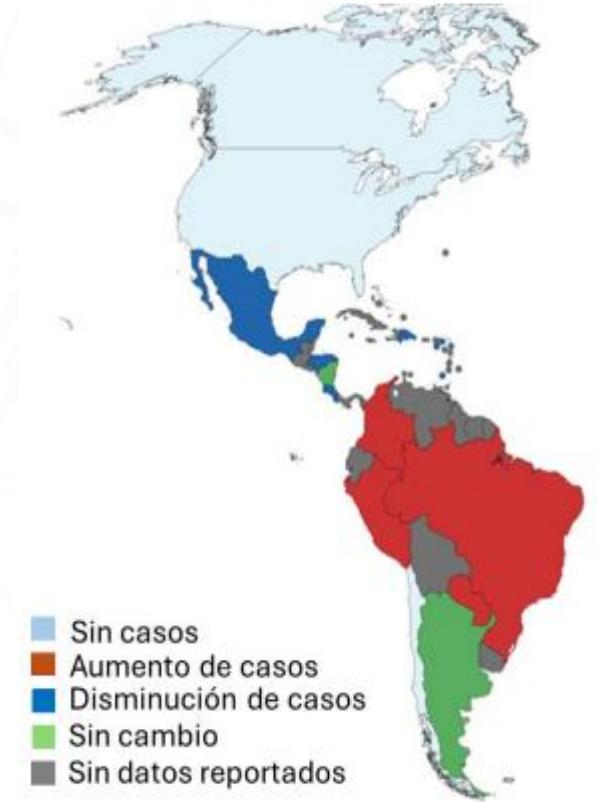 Sin casos
Aumento de casos
Disminución de casos
Sin cambio
Sin datos reportados